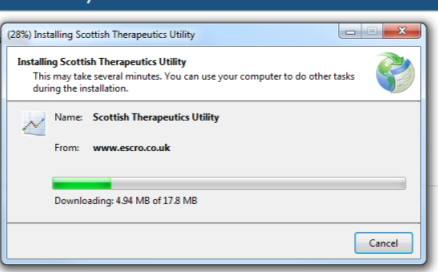 (28%) Installing Scottish Therapeutics Utility
Installing Scottish Therapeutics Utility
This may take several minutes. You can use your computer to do other tasks
during the installation.
Name: Scottish Therapeutics Utility
From: www.escro.co.uk
Downloading: 4.94 MB of 17.8 MB
Cancel